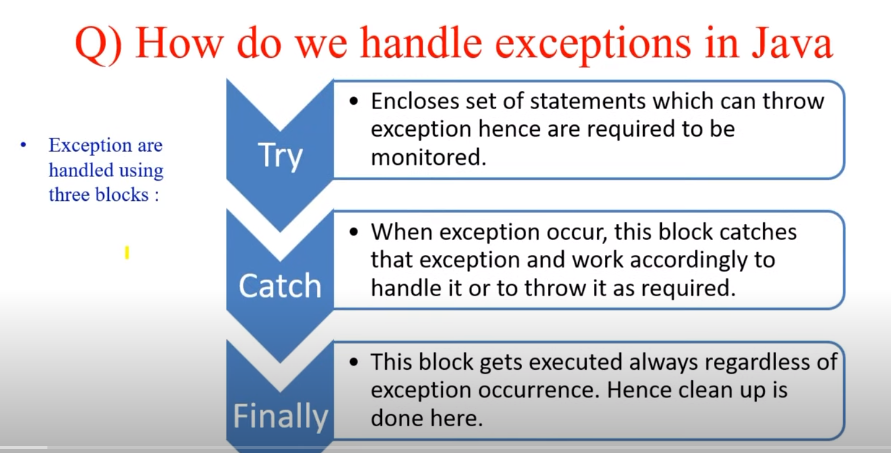 Q) How do we handle exceptions in Java
• Exception are
handled using
three blocks :
Try
• Encloses set of statements which can throw
exception hence are required to be
monitored.
Catch
• When exception occur, this block catches
that exception and work accordingly to
handle it or to throw it as required.
Finally
• This block gets executed always regardless of
exception occurrence. Hence clean up is
done here.